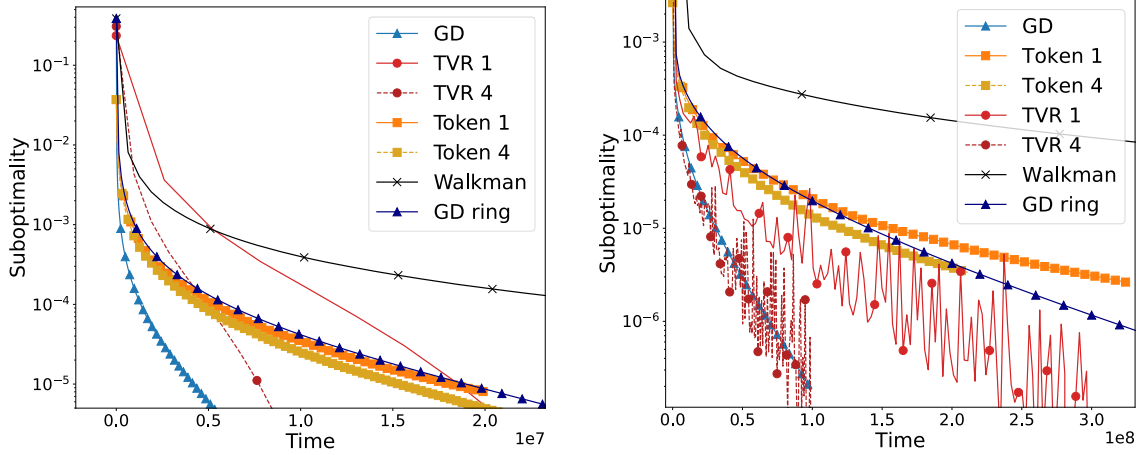 GD
TVR 1
TVR 4
Token 1
Token 4
Walkman
GD ring
10⁻¹
10⁻²
10⁻³
10⁻⁴
10⁻⁵
Suboptimality
0.0 0.5 1.0 1.5 2.0
Time
1e7
GD
Token 1
Token 4
TVR 1
TVR 4
Walkman
GD ring
10⁻³
10⁻⁴
10⁻⁵
10⁻⁶
Suboptimality
0.0 0.5 1.0 1.5 2.0 2.5 3.0
Time
1e8